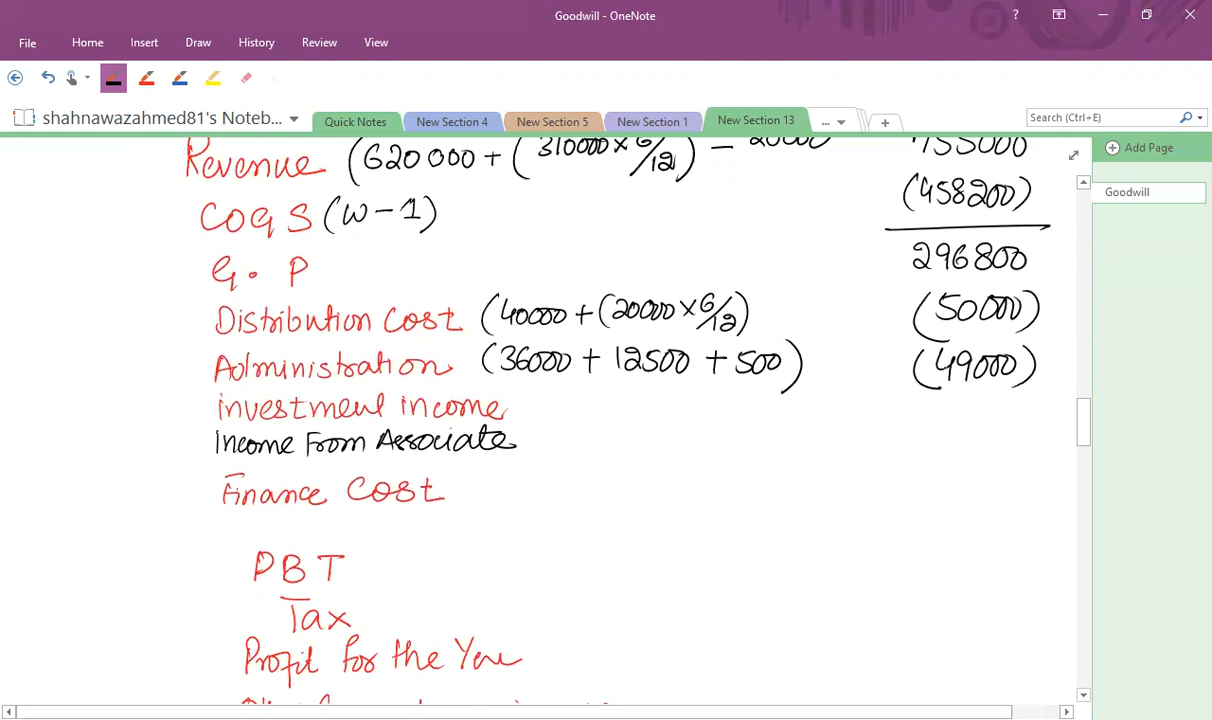 Goodwill - OneNote
?
File Home Insert Draw History Review View
shahnawazahmed81's Noteb... Quick Notes New Section 4 New Section 5 New Section 1 New Section 13 ... + Search (Ctrl+E)
Add Page
Goodwill
Revenue (620 000 + (310000 × 6/12) - 20000 755000
COGS (W-1) (458200)
G. P 296800
Distribution Cost (40000 + (20000 × 6/12) (50000)
Administration (36000 + 12500 + 500) (49000)
investment income
Income From Associate
Finance Cost
PBT
Tax
Profit for the Year